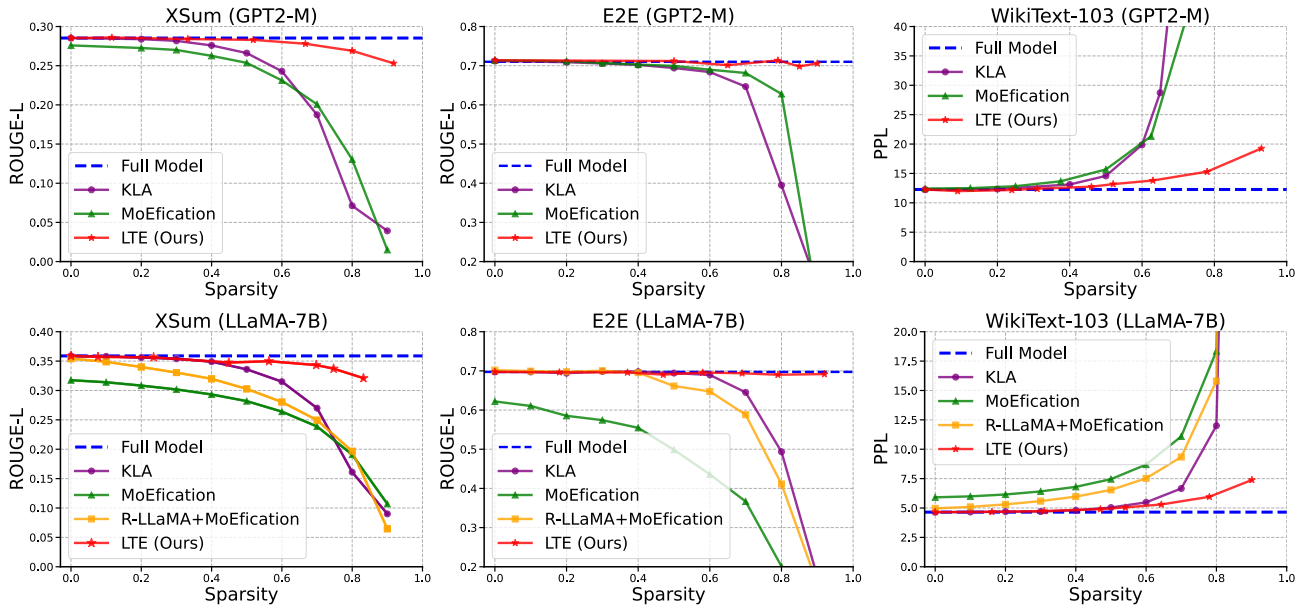 XSum (GPT2-M)
ROUGE-L
0.30
0.25
0.20
0.15
0.10
0.05
0.00
Full Model
KLA
MoEfication
LTE (Ours)
0.0 0.2 0.4 0.6 0.8 1.0
Sparsity
E2E (GPT2-M)
ROUGE-L
0.8
0.7
0.6
0.5
0.4
0.3
0.2
Full Model
KLA
MoEfication
LTE (Ours)
0.0 0.2 0.4 0.6 0.8 1.0
Sparsity
WikiText-103 (GPT2-M)
PPL
40
35
30
25
20
15
10
5
0
Full Model
KLA
MoEfication
LTE (Ours)
0.0 0.2 0.4 0.6 0.8 1.0
Sparsity
XSum (LLaMA-7B)
ROUGE-L
0.40
0.35
0.30
0.25
0.20
0.15
0.10
0.05
0.00
Full Model
KLA
MoEfication
R-LLaMA+MoEfication
LTE (Ours)
0.0 0.2 0.4 0.6 0.8 1.0
Sparsity
E2E (LLaMA-7B)
ROUGE-L
0.8
0.7
0.6
0.5
0.4
0.3
0.2
Full Model
KLA
MoEfication
R-LLaMA+MoEfication
LTE (Ours)
0.0 0.2 0.4 0.6 0.8 1.0
Sparsity
WikiText-103 (LLaMA-7B)
PPL
20.0
17.5
15.0
12.5
10.0
7.5
5.0
2.5
0.0
Full Model
KLA
MoEfication
R-LLaMA+MoEfication
LTE (Ours)
0.0 0.2 0.4 0.6 0.8 1.0
Sparsity